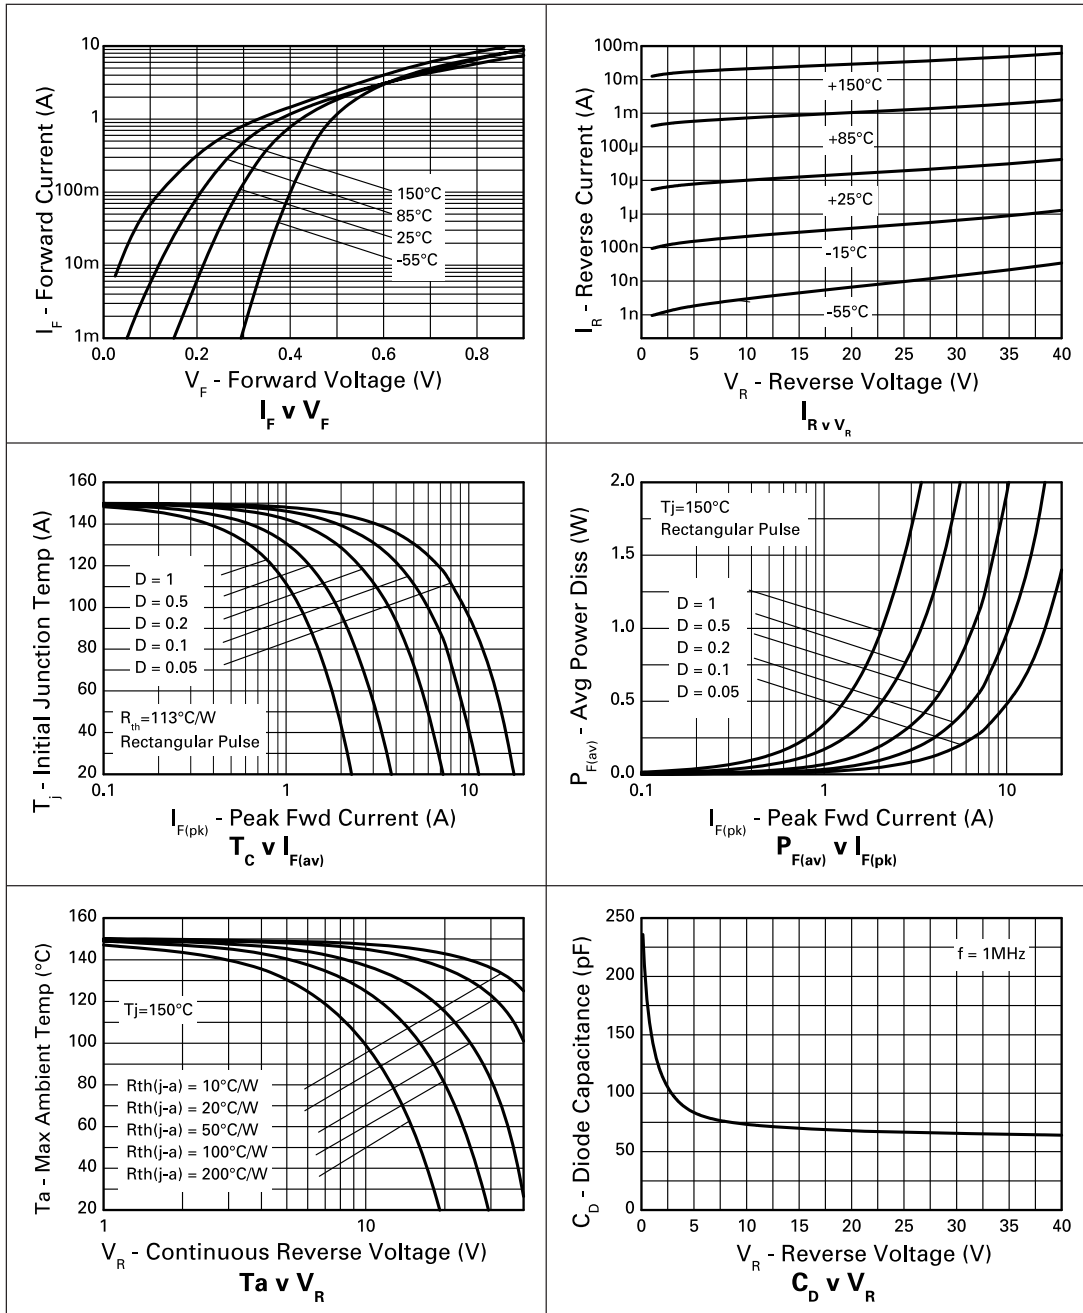 10
1
100m
10m
1m
0.0
0.2
0.4
0.6
0.8
I_F - Forward Current (A)
150°C
85°C
25°C
-55°C
V_F - Forward Voltage (V)
I_F v V_F
100m
10m
1m
100µ
10µ
1µ
100n
10n
1n
I_R - Reverse Current (A)
+150°C
+85°C
+25°C
-15°C
-55°C
0
5
10
15
20
25
30
35
40
V_R - Reverse Voltage (V)
I_R v V_R
160
140
120
100
80
60
40
20
T_j - Initial Junction Temp (A)
D = 1
D = 0.5
D = 0.2
D = 0.1
D = 0.05
R_th=113°C/W
Rectangular Pulse
0.1
1
10
I_F(pk) - Peak Fwd Current (A)
T_C v I_F(av)
2.0
1.5
1.0
0.5
0.0
P_F(av) - Avg Power Diss (W)
Tj=150°C
Rectangular Pulse
D = 1
D = 0.5
D = 0.2
D = 0.1
D = 0.05
0.1
1
10
I_F(pk) - Peak Fwd Current (A)
P_F(av) v I_F(pk)
160
140
120
100
80
60
40
20
Ta - Max Ambient Temp (°C)
Tj=150°C
Rth(j-a) = 10°C/W
Rth(j-a) = 20°C/W
Rth(j-a) = 50°C/W
Rth(j-a) = 100°C/W
Rth(j-a) = 200°C/W
1
10
V_R - Continuous Reverse Voltage (V)
Ta v V_R
250
200
150
100
50
0
C_D - Diode Capacitance (pF)
f = 1MHz
0
5
10
15
20
25
30
35
40
V_R - Reverse Voltage (V)
C_D v V_R